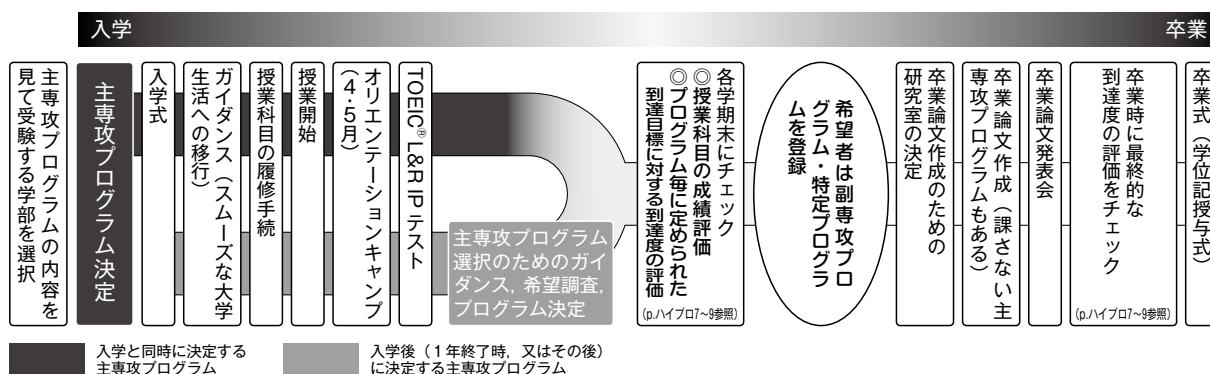 入学
卒業
主専攻プログラムの内容を
見て受験する学部を選択
主専攻プログラム決定
入学式
ガイダンス（スムーズな大学
生活への移行）
授業科目の履修手続
授業開始
オリエンテーションキャンプ
（4・5月）
TOEIC® L&R IP テスト
主専攻プログラム
選択のためのガイ
ダンス，希望調査，
プログラム決定
各学期末にチェック
◎授業科目の成績評価
◎プログラム毎に定められた
到達目標に対する到達度の評価
（p.ハイプロ7～9参照）
希望者は副専攻プロ
グラム・特定プログラ
ムを登録
卒業論文作成のための
研究室の決定
卒業論文作成（課さない主
専攻プログラムもある）
卒業論文発表会
卒業時に最終的な
到達度の評価をチェック
（p.ハイプロ7～9参照）
卒業式（学位記授与式）
入学と同時に決定する
主専攻プログラム
入学後（1年終了時，又はその後）
に決定する主専攻プログラム